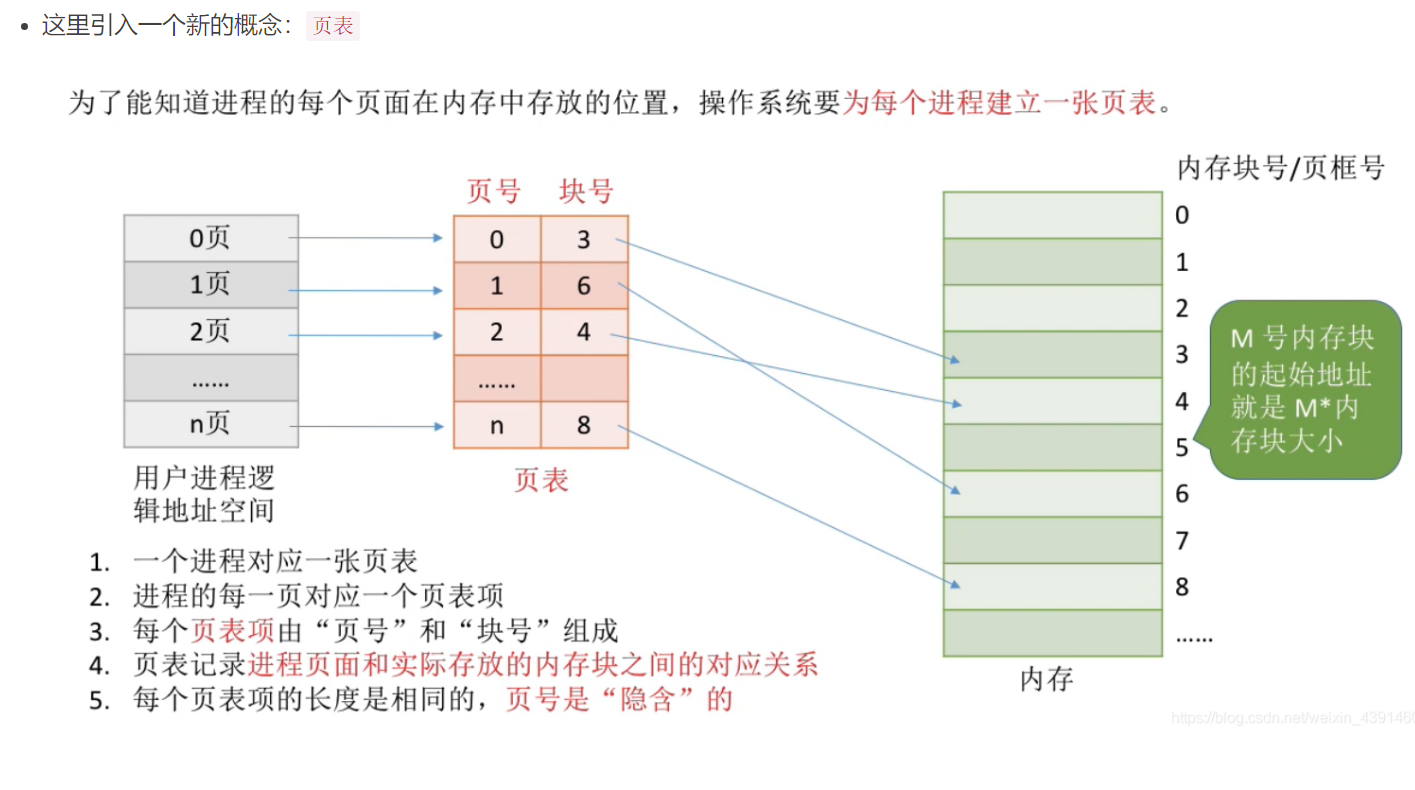 这里引入一个新的概念： 页表
为了能知道进程的每个页面在内存中存放的位置，操作系统要为每个进程建立一张页表。
内存块号/页框号
页号 块号
0页
1页
2页
……
n页
用户进程逻
辑地址空间
0 3
1 6
2 4
……
n 8
页表
0
1
2
3
4
5
6
7
8
……
内存
M 号内存块
的起始地址
就是 M*内
存块大小
1. 一个进程对应一张页表
2. 进程的每一页对应一个页表项
3. 每个页表项由“页号”和“块号”组成
4. 页表记录进程页面和实际存放的内存块之间的对应关系
5. 每个页表项的长度是相同的，页号是“隐含”的
https://blog.csdn.net/weixin_4391460